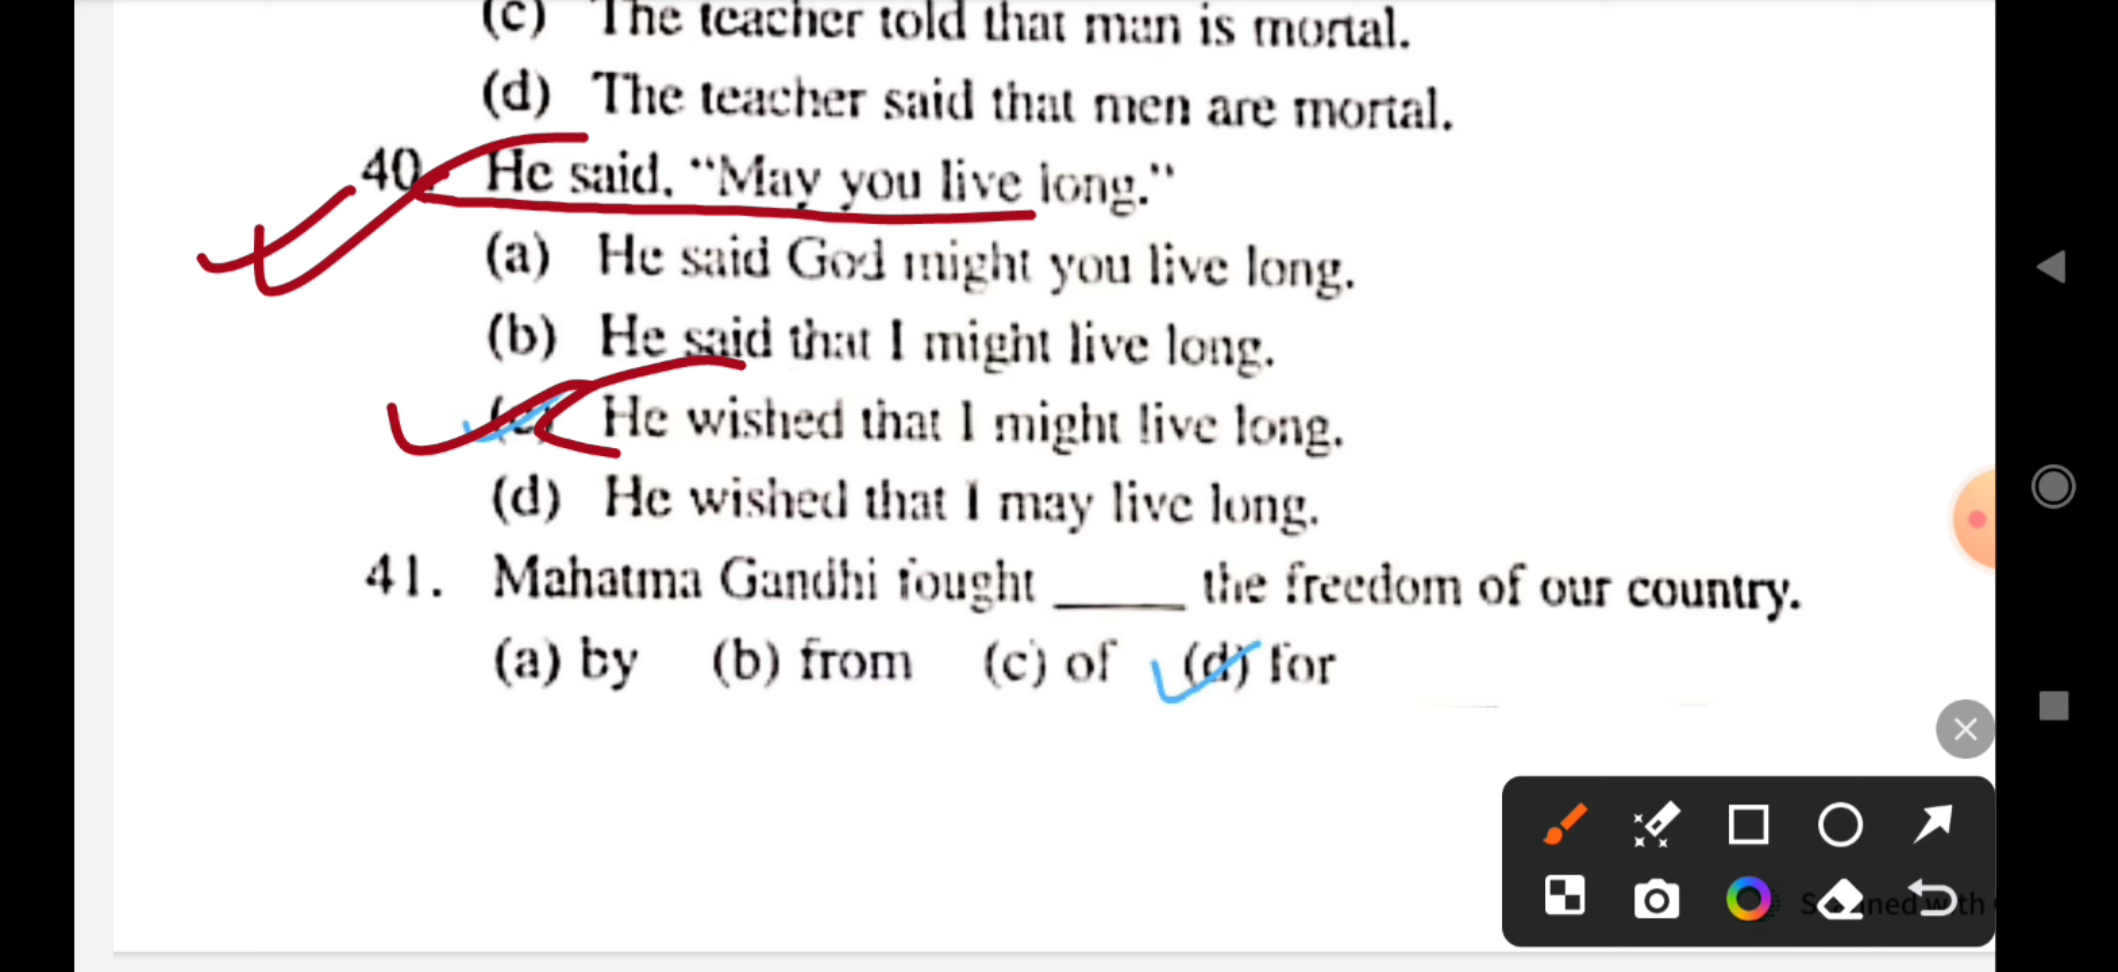 (c) The teacher told that man is mortal.
(d) The teacher said that men are mortal.
40. He said, "May you live long."
(a) He said God might you live long.
(b) He said that I might live long.
(c) He wished that I might live long.
(d) He wished that I may live long.
41. Mahatma Gandhi fought _____ the freedom of our country.
(a) by (b) from (c) of (d) for